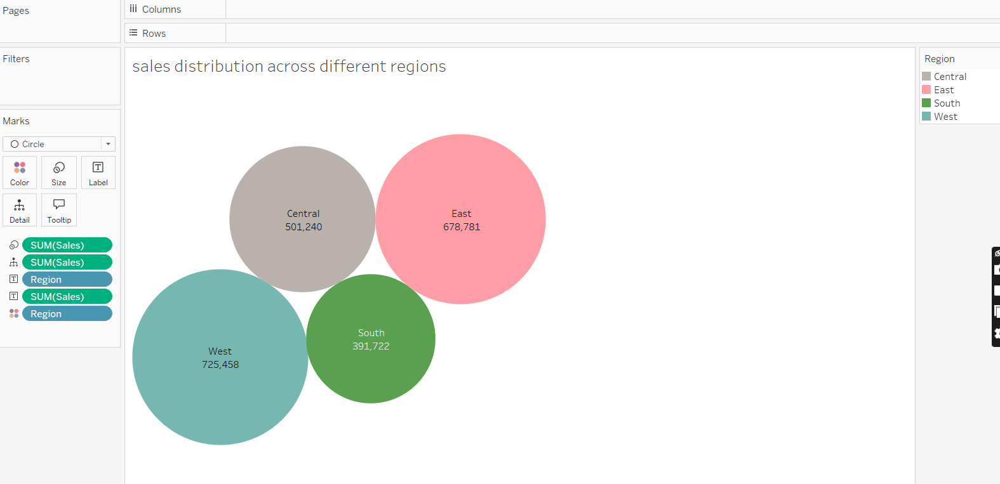 Pages
Columns
Rows
Filters
Marks
Circle
Color
Size
Label
Detail
Tooltip
SUM(Sales)
SUM(Sales)
Region
SUM(Sales)
Region
sales distribution across different regions
Central
501,240
East
678,781
West
725,458
South
391,722
Region
Central
East
South
West